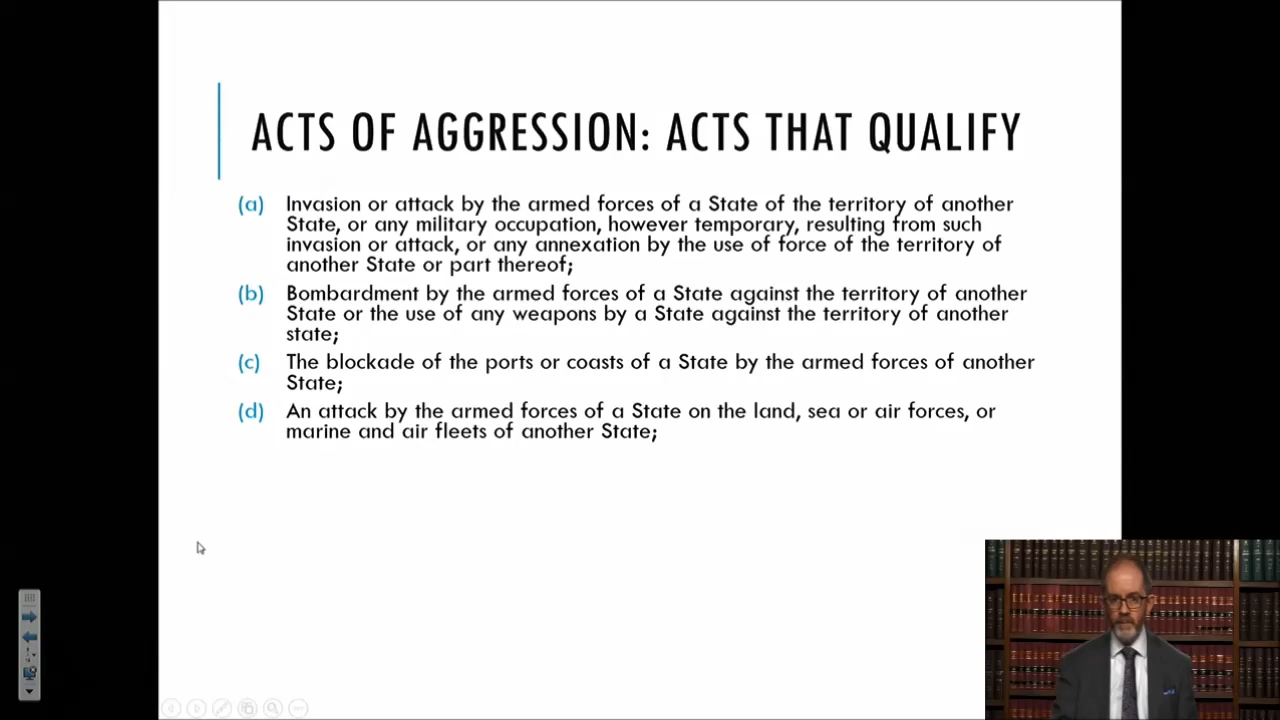 ACTS OF AGGRESSION: ACTS THAT QUALIFY
(a) Invasion or attack by the armed forces of a State of the territory of another
State, or any military occupation, however temporary, resulting from such
invasion or attack, or any annexation by the use of force of the territory of
another State or part thereof;
(b) Bombardment by the armed forces of a State against the territory of another
State or the use of any weapons by a State against the territory of another
state;
(c) The blockade of the ports or coasts of a State by the armed forces of another
State;
(d) An attack by the armed forces of a State on the land, sea or air forces, or
marine and air fleets of another State;